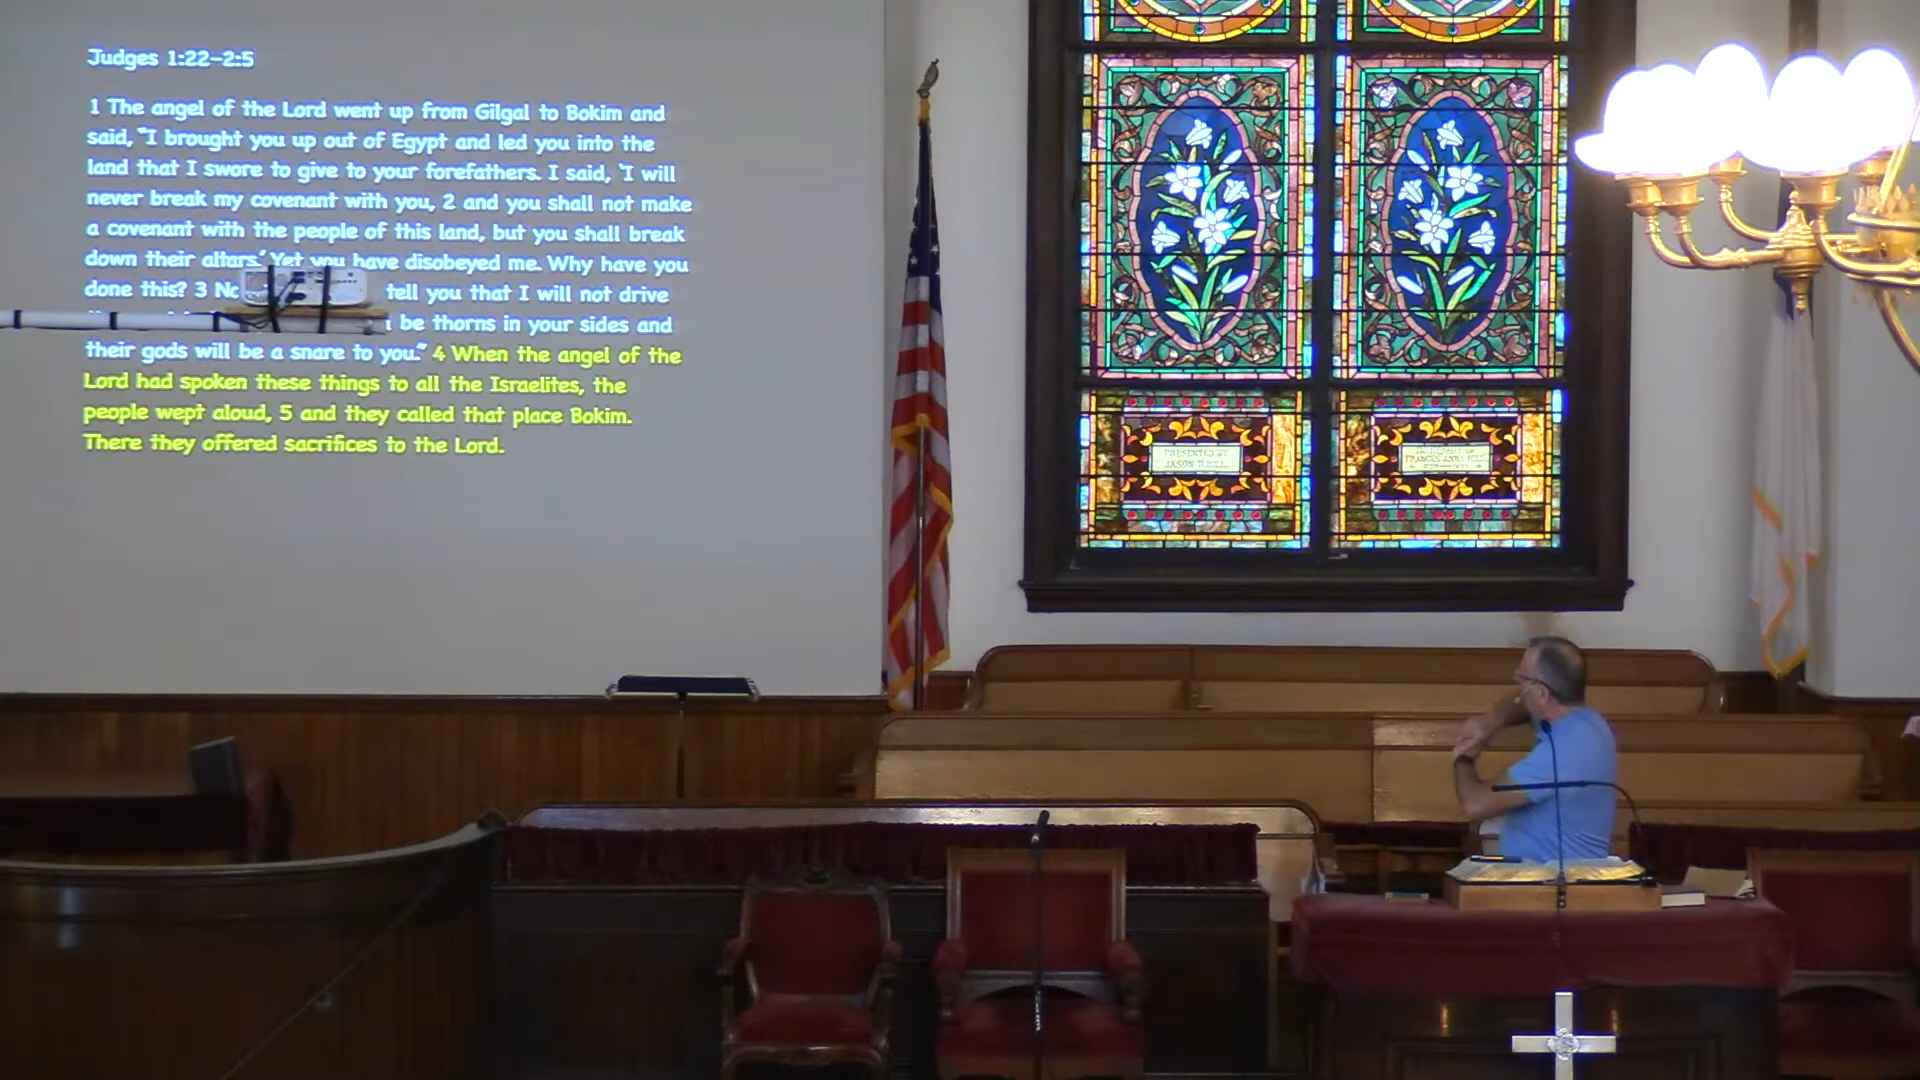 Judges 1:22–2:5
1 The angel of the Lord went up from Gilgal to Bokim and
said, “I brought you up out of Egypt and led you into the
land that I swore to give to your forefathers. I said, ‘I will
never break my covenant with you, 2 and you shall not make
a covenant with the people of this land, but you shall break
down their altars.’ Yet you have disobeyed me. Why have you
done this? 3 tell you that I will not drive
be thorns in your sides and
their gods will be a snare to you.” 4 When the angel of the
Lord had spoken these things to all the Israelites, the
people wept aloud, 5 and they called that place Bokim.
There they offered sacrifices to the Lord.
PRESENTED BY
JASON